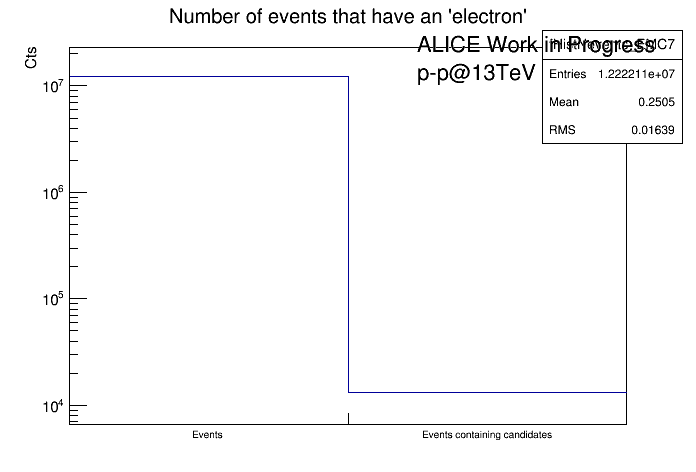 Number of events that have an 'electron'
Cts
ALICE Work in Progress
p-p@13TeV
Entries 1.222211e+07
Mean 0.2505
RMS 0.01639
10⁷
10⁶
10⁵
10⁴
Events
Events containing candidates